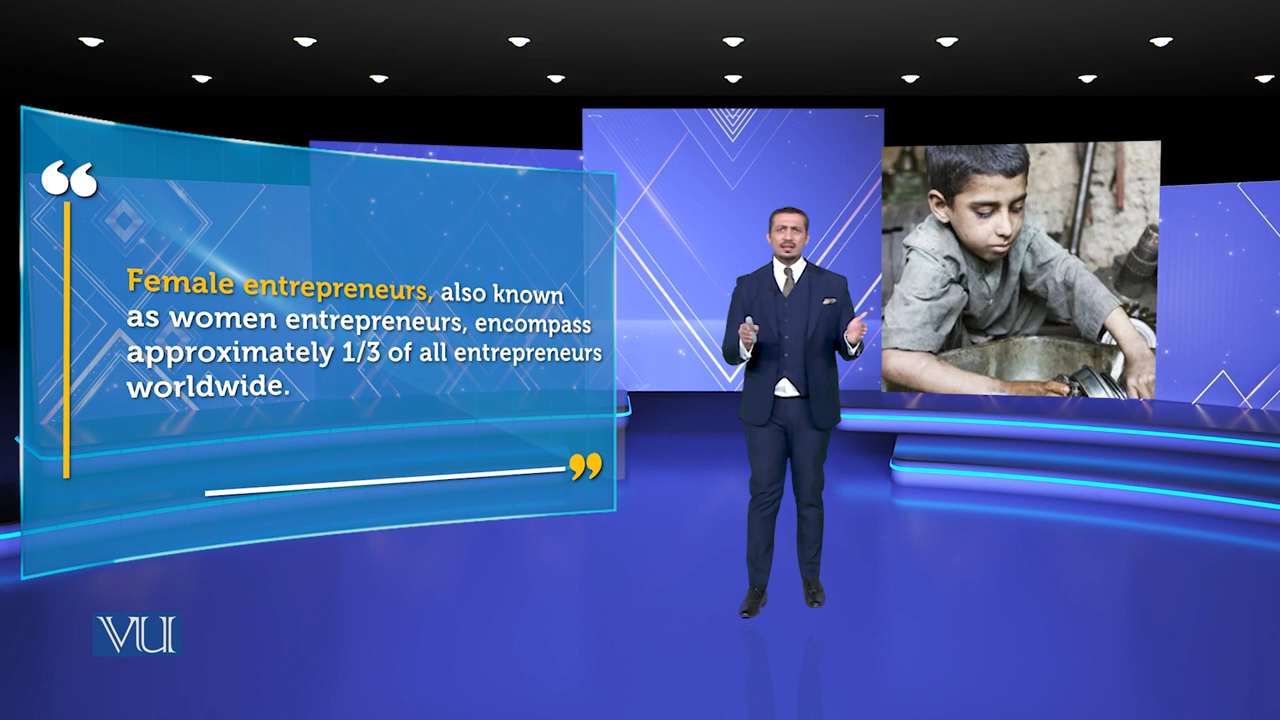 Female entrepreneurs, also known
as women entrepreneurs, encompass
approximately 1/3 of all entrepreneurs
worldwide.
VU